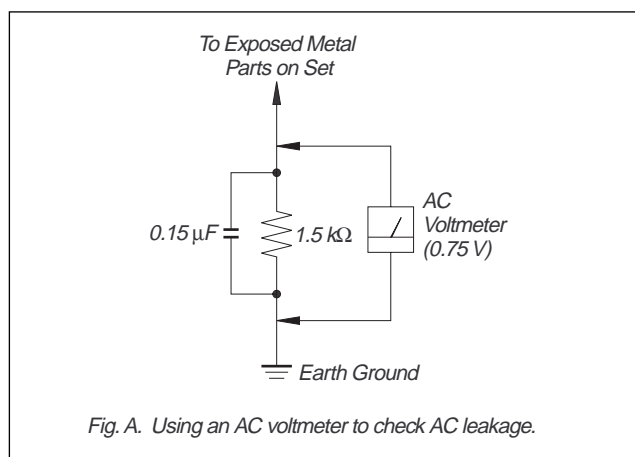 To Exposed Metal
Parts on Set
0.15 μF
1.5 kΩ
AC
Voltmeter
(0.75 V)
Earth Ground
Fig. A. Using an AC voltmeter to check AC leakage.